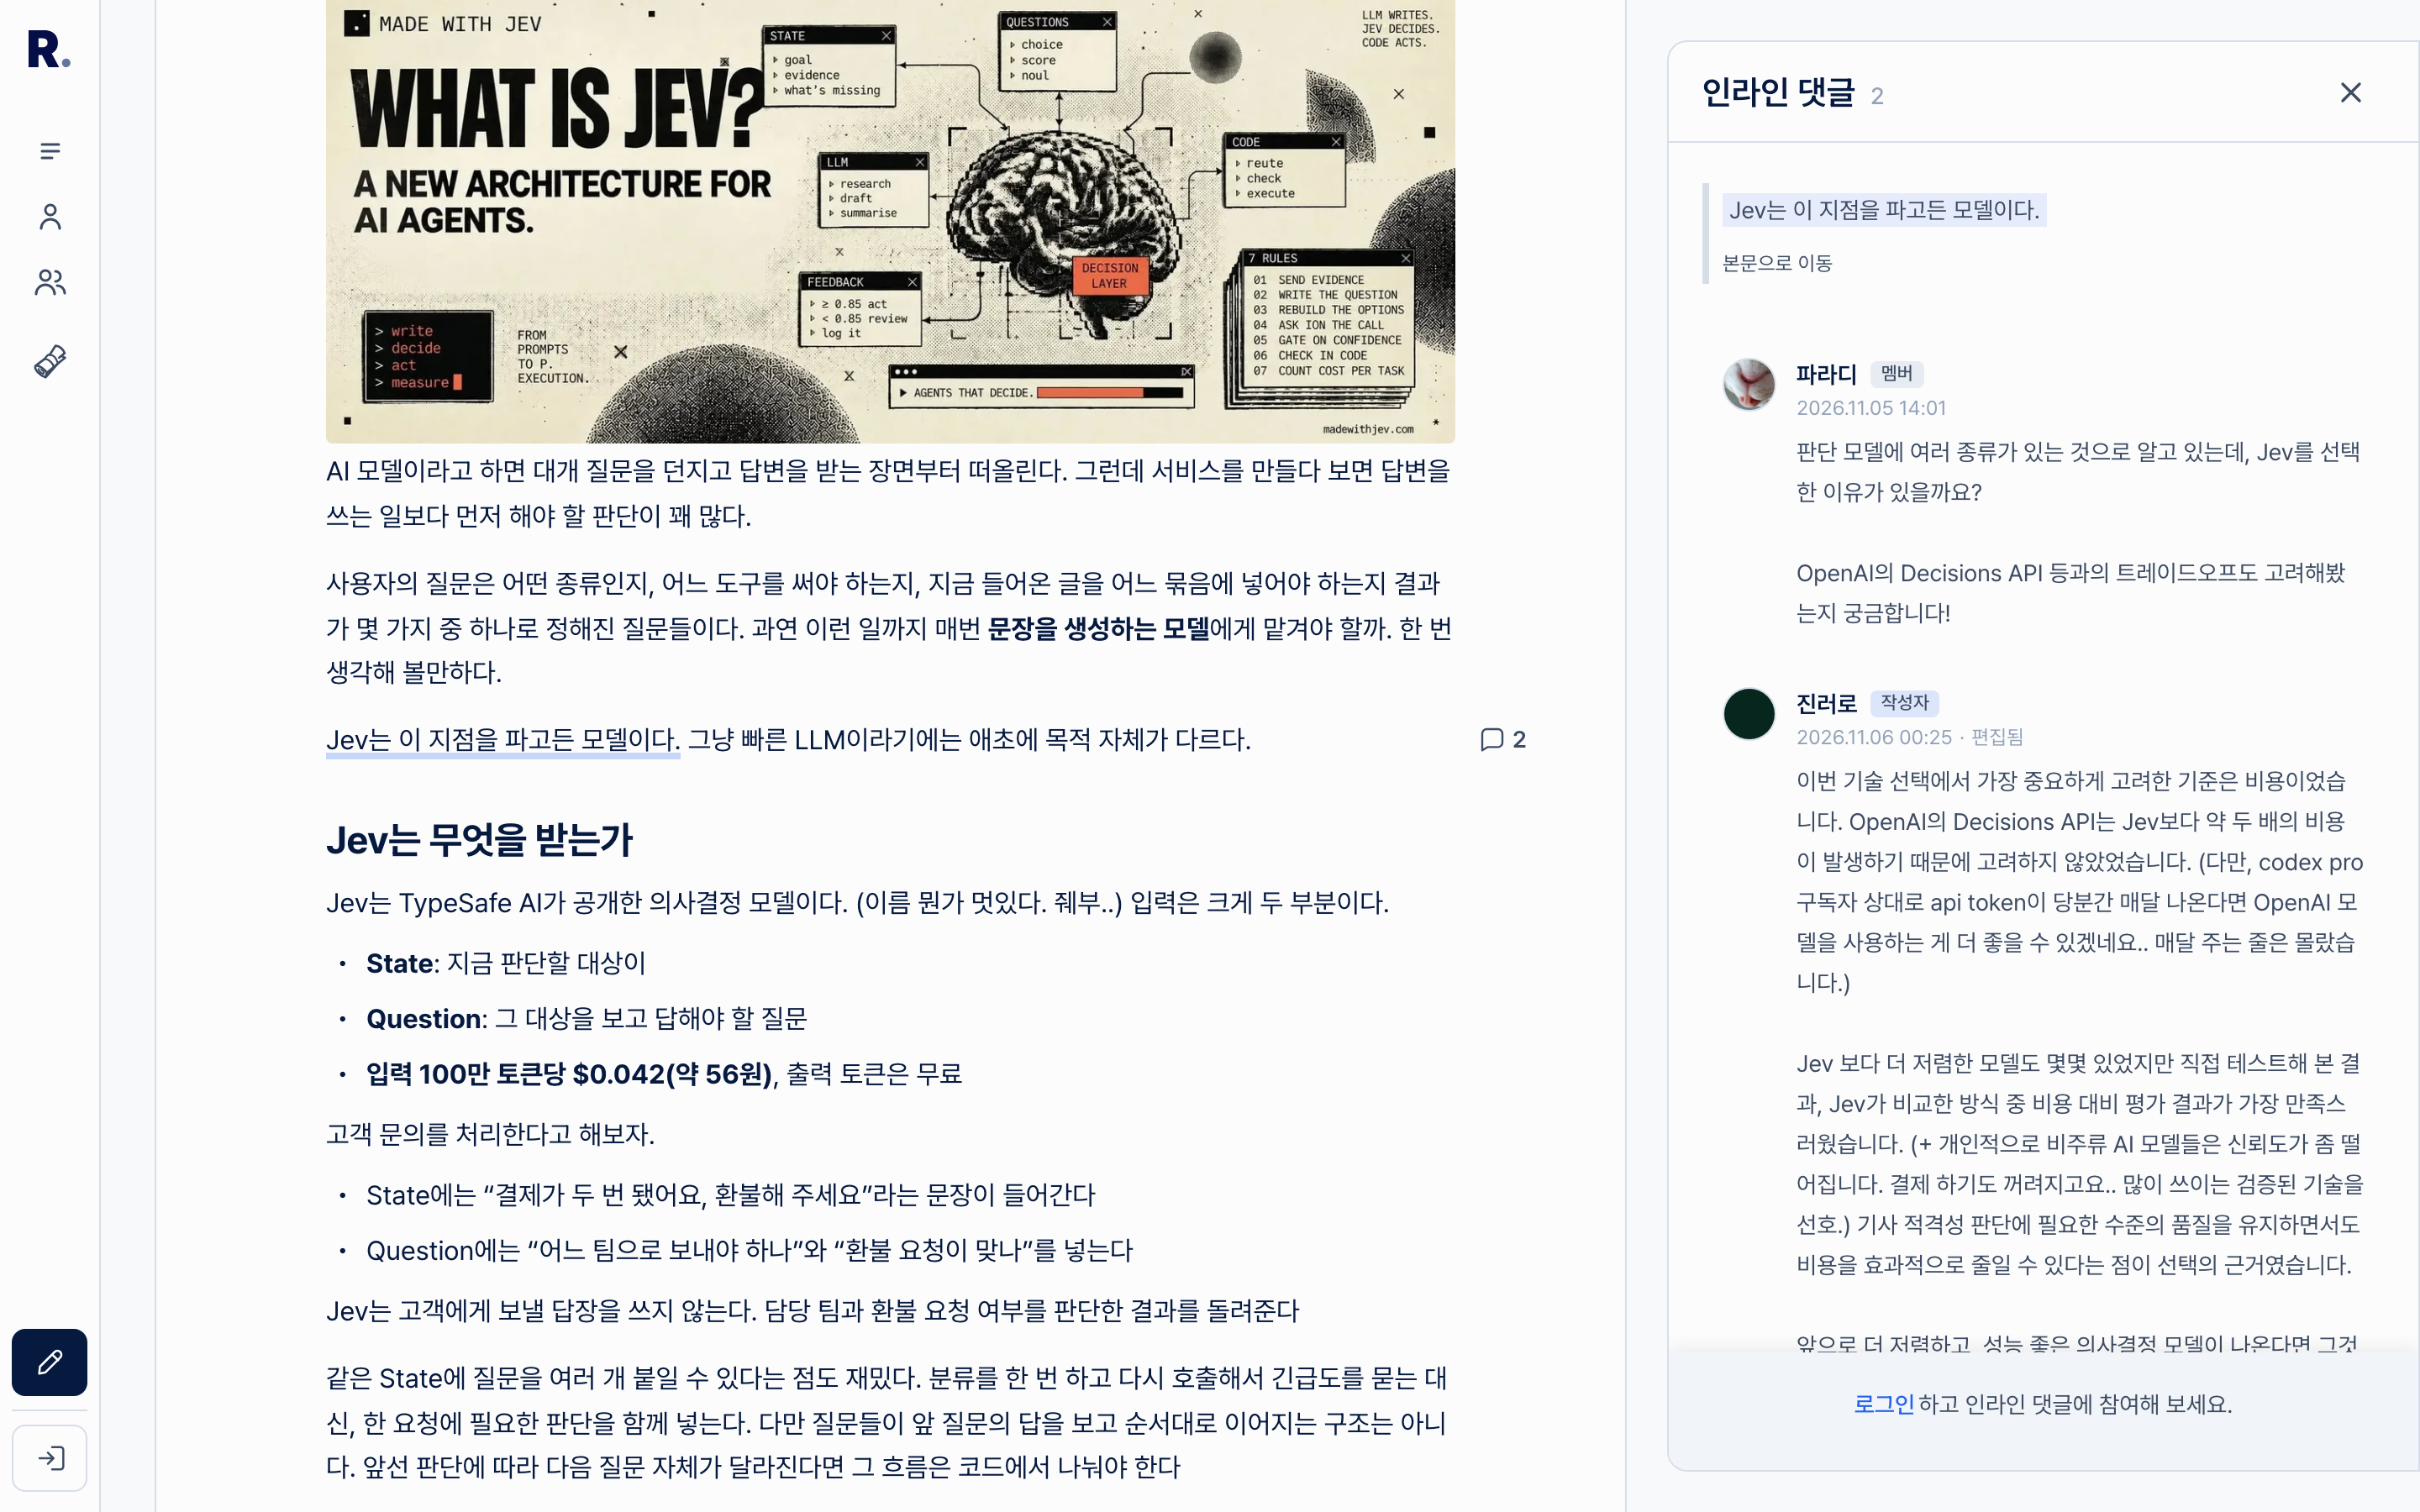 R.
MADE WITH JEV
WHAT IS JEV?
A NEW ARCHITECTURE FOR
AI AGENTS.
STATE
goal
evidence
what's missing
QUESTIONS
choice
score
noul
LLM WRITES.
JEV DECIDES.
CODE ACTS.
LLM
research
draft
summarise
CODE
reute
check
execute
DECISION
LAYER
FEEDBACK
≥ 0.85 act
< 0.85 review
log it
7 RULES
01 SEND EVIDENCE
02 WRITE THE QUESTION
03 REBUILD THE OPTIONS
04 ASK ION THE CALL
05 GATE ON CONFIDENCE
06 CHECK IN CODE
07 COUNT COST PER TASK
> write
> decide
> act
> measure
FROM
PROMPTS
TO P.
EXECUTION.
AGENTS THAT DECIDE.
madewithjev.com
AI 모델이라고 하면 대개 질문을 던지고 답변을 받는 장면부터 떠올린다. 그런데 서비스를 만들다 보면 답변을
쓰는 일보다 먼저 해야 할 판단이 꽤 많다.
사용자의 질문은 어떤 종류인지, 어느 도구를 써야 하는지, 지금 들어온 글을 어느 묶음에 넣어야 하는지 결과
가 몇 가지 중 하나로 정해진 질문들이다. 과연 이런 일까지 매번 문장을 생성하는 모델에게 맡겨야 할까. 한 번
생각해 볼만하다.
Jev는 이 지점을 파고든 모델이다. 그냥 빠른 LLM이라기에는 애초에 목적 자체가 다르다.
2
Jev는 무엇을 받는가
Jev는 TypeSafe AI가 공개한 의사결정 모델이다. (이름 뭔가 멋있다. 줴부..) 입력은 크게 두 부분이다.
• State: 지금 판단할 대상이
• Question: 그 대상을 보고 답해야 할 질문
• 입력 100만 토큰당 $0.042(약 56원), 출력 토큰은 무료
고객 문의를 처리한다고 해보자.
• State에는 “결제가 두 번 됐어요, 환불해 주세요”라는 문장이 들어간다
• Question에는 “어느 팀으로 보내야 하나”와 “환불 요청이 맞나”를 넣는다
Jev는 고객에게 보낼 답장을 쓰지 않는다. 담당 팀과 환불 요청 여부를 판단한 결과를 돌려준다
같은 State에 질문을 여러 개 붙일 수 있다는 점도 재밌다. 분류를 한 번 하고 다시 호출해서 긴급도를 묻는 대
신, 한 요청에 필요한 판단을 함께 넣는다. 다만 질문들이 앞 질문의 답을 보고 순서대로 이어지는 구조는 아니
다. 앞선 판단에 따라 다음 질문 자체가 달라진다면 그 흐름은 코드에서 나눠야 한다
인라인 댓글 2
Jev는 이 지점을 파고든 모델이다.
본문으로 이동
파라디 멤버
2026.11.05 14:01
판단 모델에 여러 종류가 있는 것으로 알고 있는데, Jev를 선택
한 이유가 있을까요?
OpenAI의 Decisions API 등과의 트레이드오프도 고려해봤
는지 궁금합니다!
진러로 작성자
2026.11.06 00:25 · 편집됨
이번 기술 선택에서 가장 중요하게 고려한 기준은 비용이었습
니다. OpenAI의 Decisions API는 Jev보다 약 두 배의 비용
이 발생하기 때문에 고려하지 않았었습니다. (다만, codex pro
구독자 상대로 api token이 당분간 매달 나온다면 OpenAI 모
델을 사용하는 게 더 좋을 수 있겠네요.. 매달 주는 줄은 몰랐습
니다.)
Jev 보다 더 저렴한 모델도 몇몇 있었지만 직접 테스트해 본 결
과, Jev가 비교한 방식 중 비용 대비 평가 결과가 가장 만족스
러웠습니다. (+ 개인적으로 비주류 AI 모델들은 신뢰도가 좀 떨
어집니다. 결제 하기도 꺼려지고요.. 많이 쓰이는 검증된 기술을
선호.) 기사 적격성 판단에 필요한 수준의 품질을 유지하면서도
비용을 효과적으로 줄일 수 있다는 점이 선택의 근거였습니다.
앞으로 더 저렴하고, 성능 좋은 의사결정 모델이 나온다면 그것
로그인하고 인라인 댓글에 참여해 보세요.